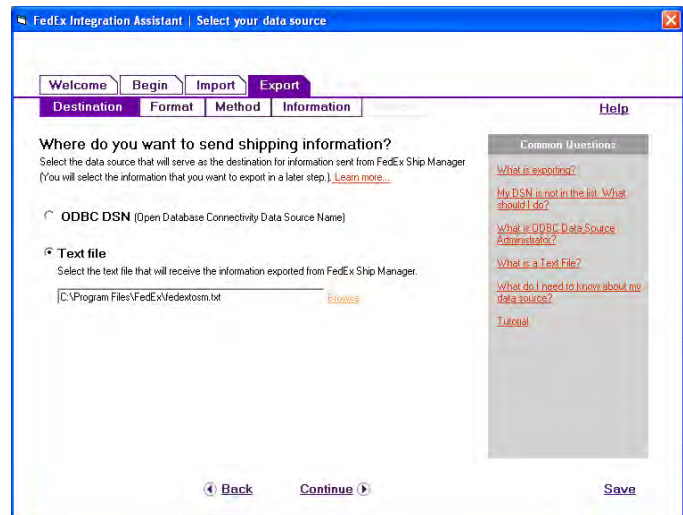 FedEx Integration Assistant | Select your data source
Welcome Begin Import Export
Destination Format Method Information
Help
Where do you want to send shipping information?
Select the data source that will serve as the destination for information sent from FedEx Ship Manager
(You will select the information that you want to export in a later step.). Learn more...
ODBC DSN (Open Database Connectivity Data Source Name)
Text file
Select the text file that will receive the information exported from FedEx Ship Manager.
C:\Program Files\FedEx\fedextosm.txt Browse
Common Questions
What is exporting?
My DSN is not in the list. What
should I do?
What is ODBC Data Source
Administrator?
What is a Text File?
What do I need to know about my
data source?
Tutorial
Back Continue Save